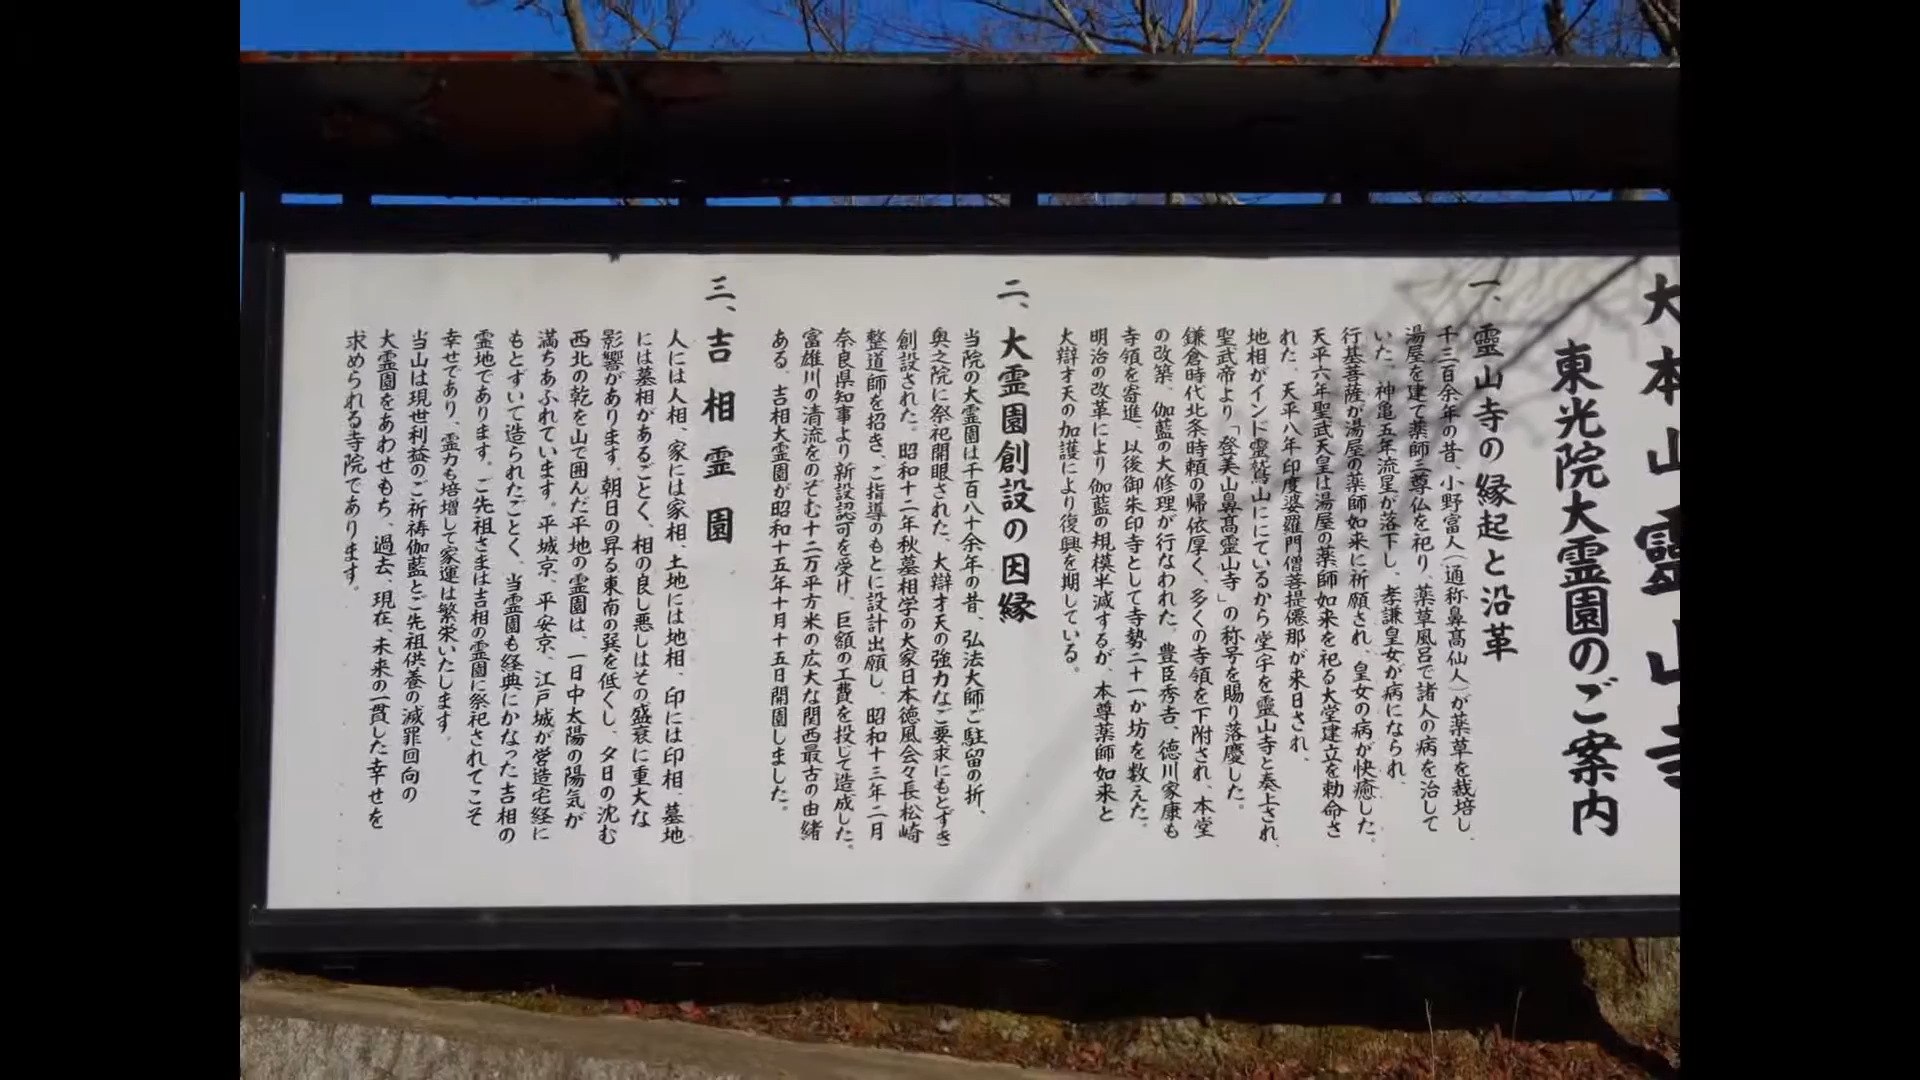 大本山靈山寺
東光院大霊園のご案内
一、霊山寺の縁起と沿革
千三百余年の昔、小野富人（通称鼻髙仙人）が薬草を栽培し、
湯屋を建て薬師三尊仏を祀り、薬草風呂で諸人の病を治して
いた。神亀五年流星が落下し、孝謙皇女が病になられ、
行基菩薩が湯屋の薬師如来に祈願され、皇女の病が快癒した。
天平六年聖武天皇は湯屋の薬師如来を祀る大堂建立を勅命さ
れた。天平八年印度婆羅門僧菩提僊那が来日され、
地相がインド霊鷲山ににているから堂宇を霊山寺と奏上され、
聖武帝より「登美山鼻髙霊山寺」の称号を賜り落慶した。
鎌倉時代北条時頼の帰依厚く、多くの寺領を下附され、本堂
の改築、伽藍の大修理が行なわれた。豊臣秀吉、徳川家康も
寺領を寄進、以後御朱印寺として寺勢二十一か坊を数えた。
明治の改革により伽藍の規模半減するが、本尊薬師如来と
大辯才天の加護により復興を期している。
二、大霊園創設の因縁
当院の大霊園は千百八十余年の昔、弘法大師ご駐留の折、
奥之院に祭祀開眼された、大辯才天の強力なご要求にもとずき
創設された。昭和十二年秋墓相学の大家日本徳風会々長松崎
整道師を招き、ご指導のもとに設計出願し、昭和十三年二月
奈良県知事より新設認可を受け、巨額の工費を投じて造成した。
富雄川の清流をのぞむ十二万平方米の広大な関西最古の由緒
ある、吉相大霊園が昭和十五年十月十五日開園しました。
三、吉相霊園
人には人相、家には家相、土地には地相、印には印相、墓地
には墓相があるごとく、相の良し悪しはその盛衰に重大な
影響があります。朝日の昇る東南の巽を低くし、夕日の沈む
西北の乾を山で囲んだ平地の霊園は、一日中太陽の陽気が
満ちあふれています。平城京、平安京、江戸城が営造宅経に
もとずいて造られたごとく、当霊園も経典にかなった吉相の
霊地であります。ご先祖さまは吉相の霊園に祭祀されてこそ
幸せであり、霊力も培増して家運は繁栄いたします。
当山は現世利益のご祈祷伽藍とご先祖供養の滅罪回向の
大霊園をあわせもち、過去、現在、未来の一貫した幸せを
求められる寺院であります。